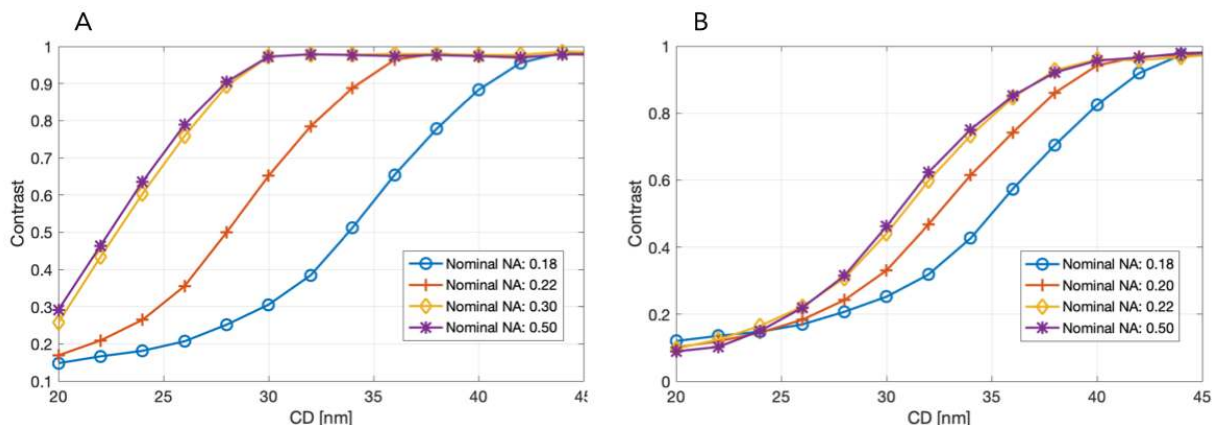 A
1
0.9
0.8
0.7
0.6
0.5
0.4
0.3
0.2
0.1
Contrast
20
25
30
35
40
45
CD [nm]
Nominal NA: 0.18
Nominal NA: 0.22
Nominal NA: 0.30
Nominal NA: 0.50
B
1
0.8
0.6
0.4
0.2
0
Contrast
20
25
30
35
40
45
CD [nm]
Nominal NA: 0.18
Nominal NA: 0.20
Nominal NA: 0.22
Nominal NA: 0.50